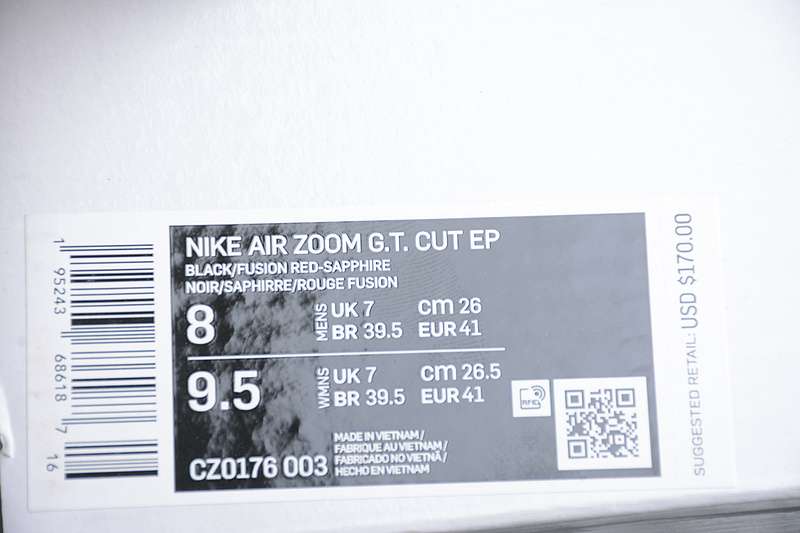 NIKE AIR ZOOM G.T. CUT EP
BLACK/FUSION RED-SAPPHIRE
NOIR/SAPHIRRE/ROUGE FUSION
8
MENS
UK 7 cm 26
BR 39.5 EUR 41
9.5
WMNS
UK 7 cm 26.5
BR 39.5 EUR 41
RFID
CZ0176 003
MADE IN VIETNAM /
FABRIQUE AU VIETNAM /
FABRICADO NO VIETNÃ /
HECHO EN VIETNAM
1 95243 68618 7 16
SUGGESTED RETAIL: USD $170.00